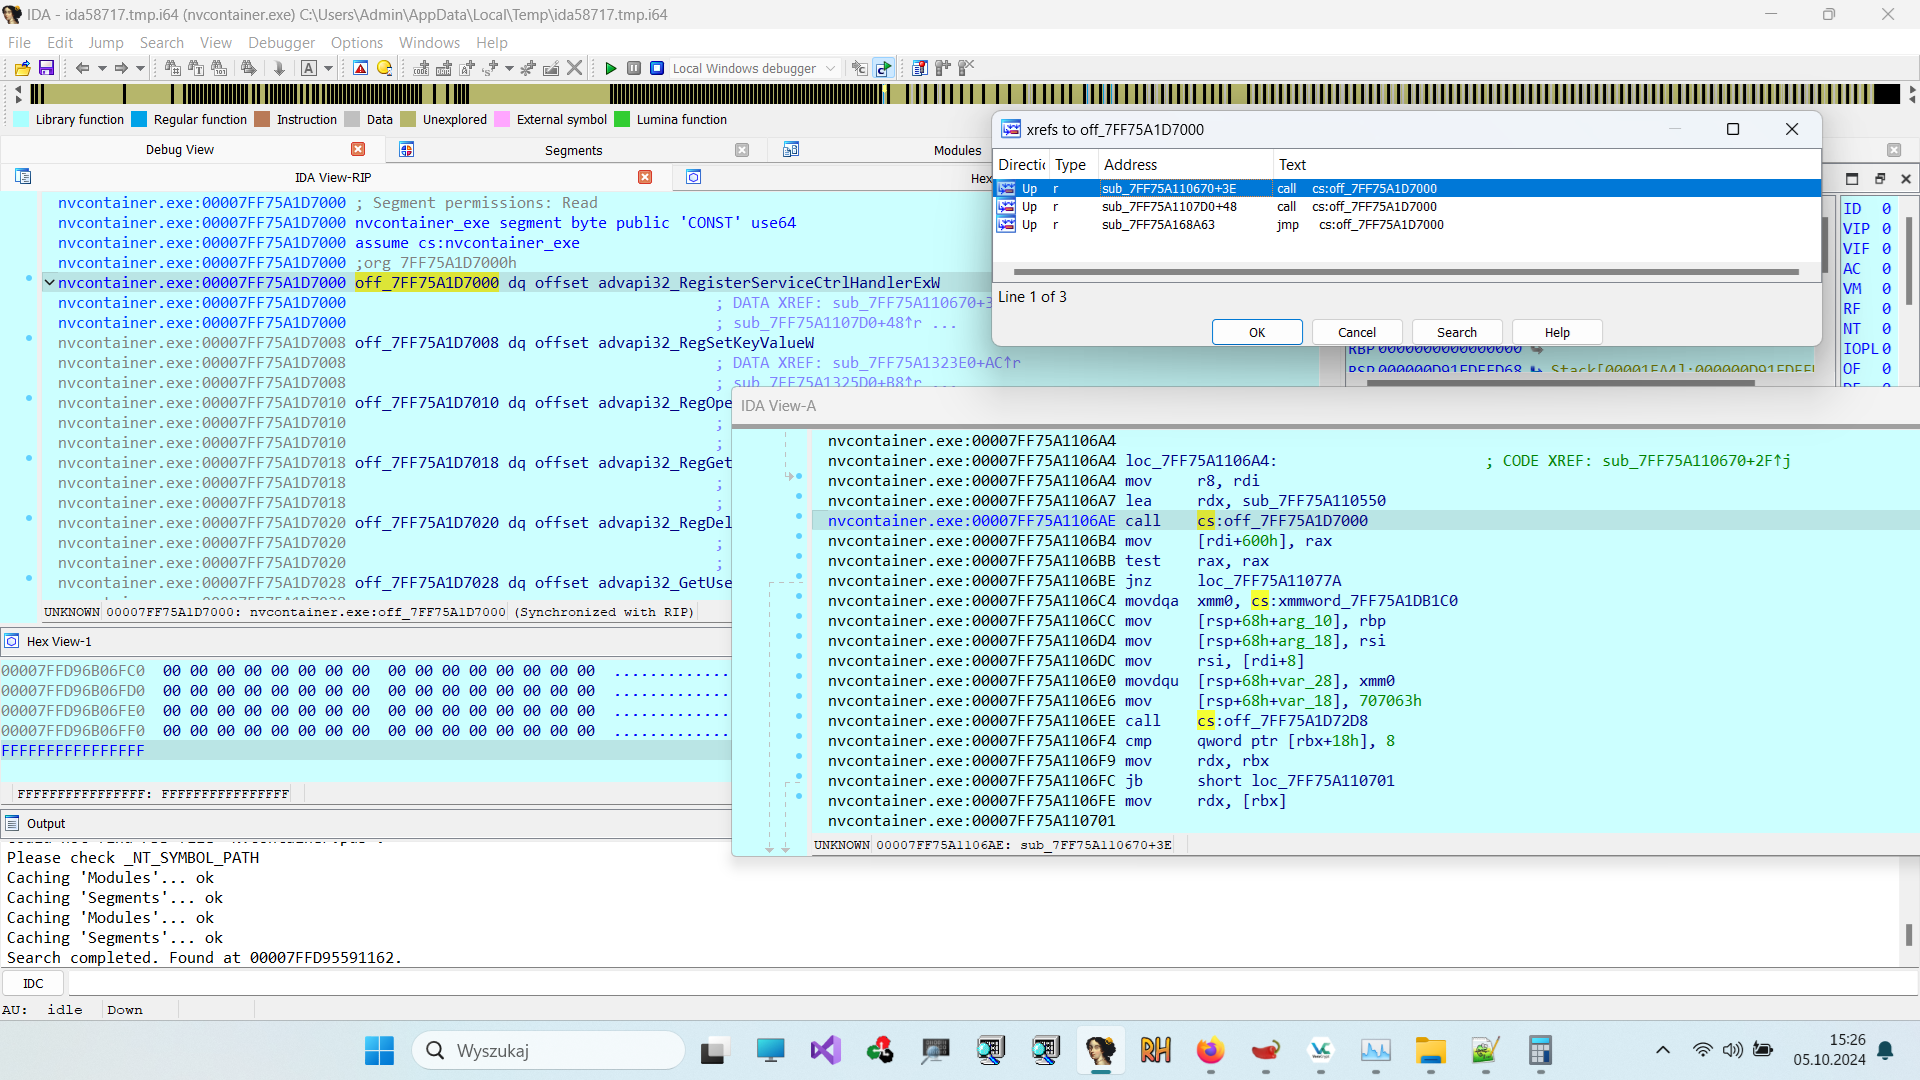 IDA - ida58717.tmp.i64 (nvcontainer.exe) C:\Users\Admin\AppData\Local\Temp\ida58717.tmp.i64
File Edit Jump Search View Debugger Options Windows Help
Local Windows debugger
Library function Regular function Instruction Data Unexplored External symbol Lumina function
Debug View Segments Modules
IDA View-RIP Hex
nvcontainer.exe:00007FF75A1D7000 ; Segment permissions: Read
nvcontainer.exe:00007FF75A1D7000 nvcontainer_exe segment byte public 'CONST' use64
nvcontainer.exe:00007FF75A1D7000 assume cs:nvcontainer_exe
nvcontainer.exe:00007FF75A1D7000 ;org 7FF75A1D7000h
nvcontainer.exe:00007FF75A1D7000 off_7FF75A1D7000 dq offset advapi32_RegisterServiceCtrlHandlerExW
nvcontainer.exe:00007FF75A1D7000 ; DATA XREF: sub_7FF75A110670+3
nvcontainer.exe:00007FF75A1D7000 ; sub_7FF75A1107D0+48↑r ...
nvcontainer.exe:00007FF75A1D7008 off_7FF75A1D7008 dq offset advapi32_RegSetKeyValueW
nvcontainer.exe:00007FF75A1D7008 ; DATA XREF: sub_7FF75A1323E0+AC↑r
nvcontainer.exe:00007FF75A1D7008 ; sub_7FF75A1325D0+B8↑r ...
nvcontainer.exe:00007FF75A1D7010 off_7FF75A1D7010 dq offset advapi32_RegOpe
nvcontainer.exe:00007FF75A1D7010 ;
nvcontainer.exe:00007FF75A1D7010 ;
nvcontainer.exe:00007FF75A1D7018 off_7FF75A1D7018 dq offset advapi32_RegGet
nvcontainer.exe:00007FF75A1D7018 ;
nvcontainer.exe:00007FF75A1D7018 ;
nvcontainer.exe:00007FF75A1D7020 off_7FF75A1D7020 dq offset advapi32_RegDel
nvcontainer.exe:00007FF75A1D7020 ;
nvcontainer.exe:00007FF75A1D7020 ;
nvcontainer.exe:00007FF75A1D7028 off_7FF75A1D7028 dq offset advapi32_GetUse
UNKNOWN 00007FF75A1D7000: nvcontainer.exe:off_7FF75A1D7000 (Synchronized with RIP)
xrefs to off_7FF75A1D7000
Directic Type Address Text
Up r sub_7FF75A110670+3E call cs:off_7FF75A1D7000
Up r sub_7FF75A1107D0+48 call cs:off_7FF75A1D7000
Up r sub_7FF75A168A63 jmp cs:off_7FF75A1D7000
Line 1 of 3
OK Cancel Search Help
RBP 0000000000000000
RSP 000000D91FDFFD68 Stack[00001FA4]:000000D91FDFF
ID 0
VIP 0
VIF 0
AC 0
VM 0
RF 0
NT 0
IOPL 0
OF 0
IDA View-A
nvcontainer.exe:00007FF75A1106A4
nvcontainer.exe:00007FF75A1106A4 loc_7FF75A1106A4: ; CODE XREF: sub_7FF75A110670+2F↑j
nvcontainer.exe:00007FF75A1106A4 mov r8, rdi
nvcontainer.exe:00007FF75A1106A7 lea rdx, sub_7FF75A110550
nvcontainer.exe:00007FF75A1106AE call cs:off_7FF75A1D7000
nvcontainer.exe:00007FF75A1106B4 mov [rdi+600h], rax
nvcontainer.exe:00007FF75A1106BB test rax, rax
nvcontainer.exe:00007FF75A1106BE jnz loc_7FF75A11077A
nvcontainer.exe:00007FF75A1106C4 movdqa xmm0, cs:xmmword_7FF75A1DB1C0
nvcontainer.exe:00007FF75A1106CC mov [rsp+68h+arg_10], rbp
nvcontainer.exe:00007FF75A1106D4 mov [rsp+68h+arg_18], rsi
nvcontainer.exe:00007FF75A1106DC mov rsi, [rdi+8]
nvcontainer.exe:00007FF75A1106E0 movdqu [rsp+68h+var_28], xmm0
nvcontainer.exe:00007FF75A1106E6 mov [rsp+68h+var_18], 707063h
nvcontainer.exe:00007FF75A1106EE call cs:off_7FF75A1D72D8
nvcontainer.exe:00007FF75A1106F4 cmp qword ptr [rbx+18h], 8
nvcontainer.exe:00007FF75A1106F9 mov rdx, rbx
nvcontainer.exe:00007FF75A1106FC jb short loc_7FF75A110701
nvcontainer.exe:00007FF75A1106FE mov rdx, [rbx]
nvcontainer.exe:00007FF75A110701
UNKNOWN 00007FF75A1106AE: sub_7FF75A110670+3E
Hex View-1
00007FFD96B06FC0 00 00 00 00 00 00 00 00 00 00 00 00 00 00 00 00 .............
00007FFD96B06FD0 00 00 00 00 00 00 00 00 00 00 00 00 00 00 00 00 .............
00007FFD96B06FE0 00 00 00 00 00 00 00 00 00 00 00 00 00 00 00 00 .............
00007FFD96B06FF0 00 00 00 00 00 00 00 00 00 00 00 00 00 00 00 00 .............
FFFFFFFFFFFFFFFF
FFFFFFFFFFFFFFFF: FFFFFFFFFFFFFFFF
Output
Please check _NT_SYMBOL_PATH
Caching 'Modules'... ok
Caching 'Segments'... ok
Caching 'Modules'... ok
Caching 'Segments'... ok
Search completed. Found at 00007FFD95591162.
IDC
AU: idle Down
Wyszukaj
RH
VC
15:26
05.10.2024